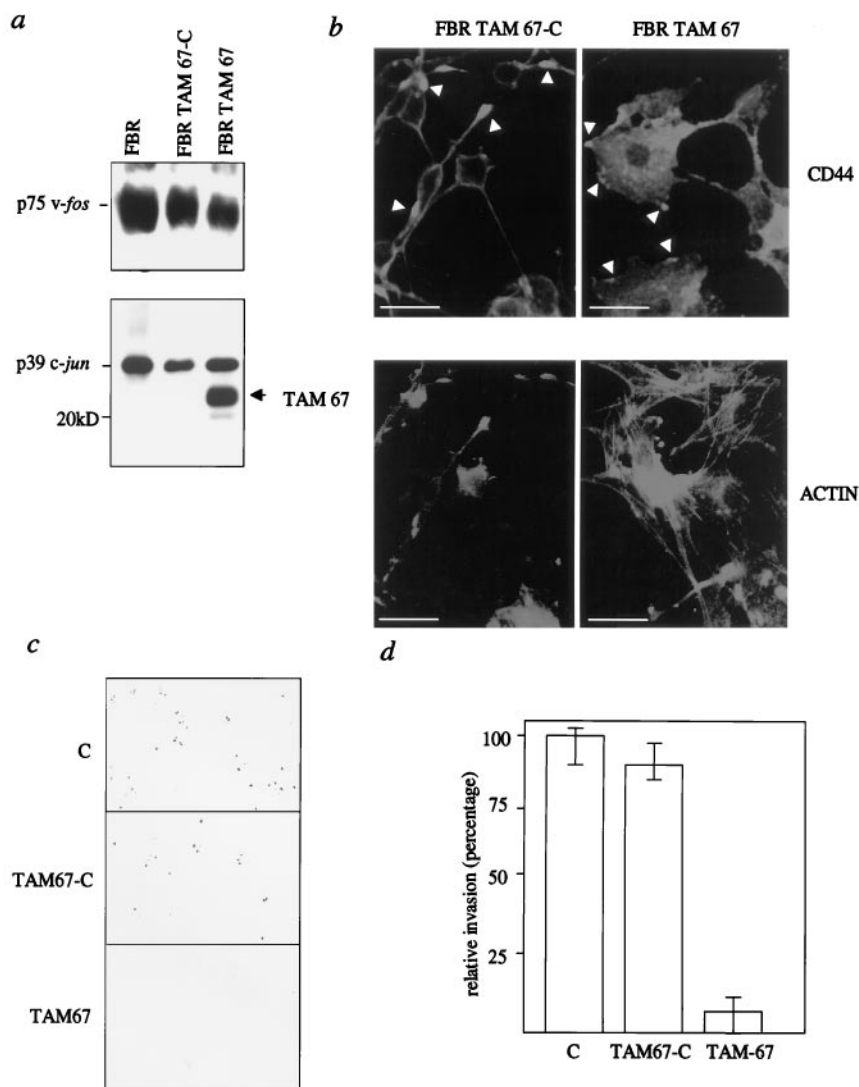 a
FBR
FBR TAM 67-C
FBR TAM 67
p75 v-fos
p39 c-jun
TAM 67
20kD
b
FBR TAM 67-C
FBR TAM 67
CD44
ACTIN
c
C
TAM67-C
TAM67
d
relative invasion (percentage)
100
75
50
25
C
TAM67-C
TAM-67